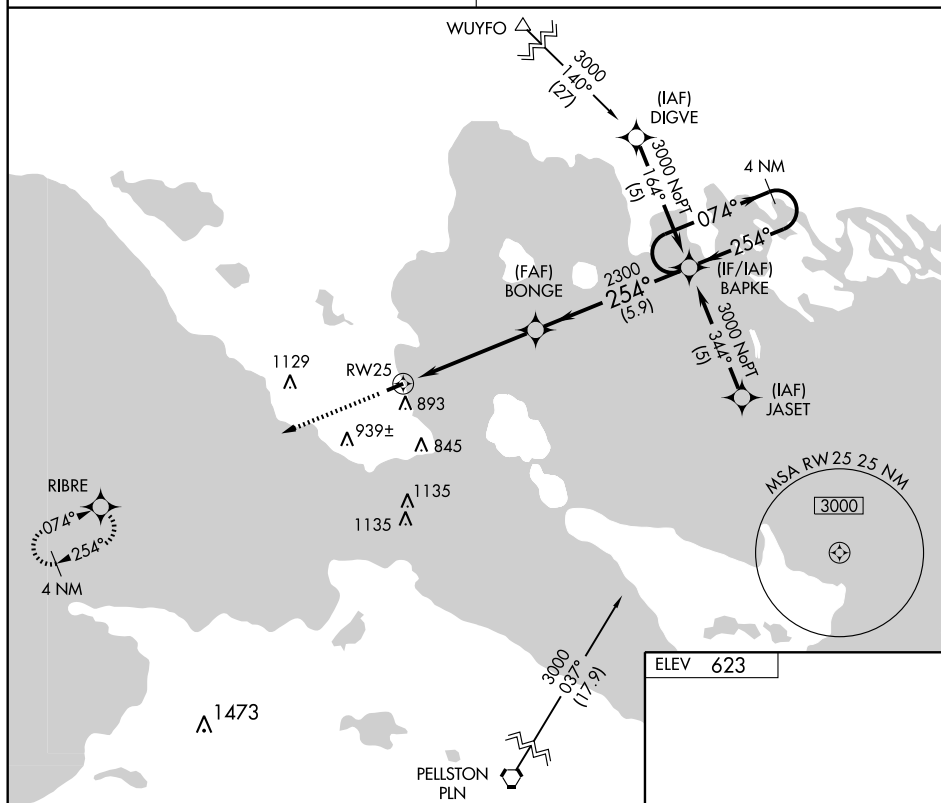 WUYFO
3000
140°
(27)
(IAF)
DIGVE
3000 NoPT
164°
(5)
4 NM
074°
254°
(IF/IAF)
BAPKE
(FAF)
BONGE
2300
254°
(5.9)
3000 NoPT
344°
(5)
(IAF)
JASET
1129
RW25
893
939±
845
1135
1135
RIBRE
074°
254°
4 NM
MSA RW25 25 NM
3000
3000
037°
(17.9)
1473
PELLSTON
PLN
ELEV 623